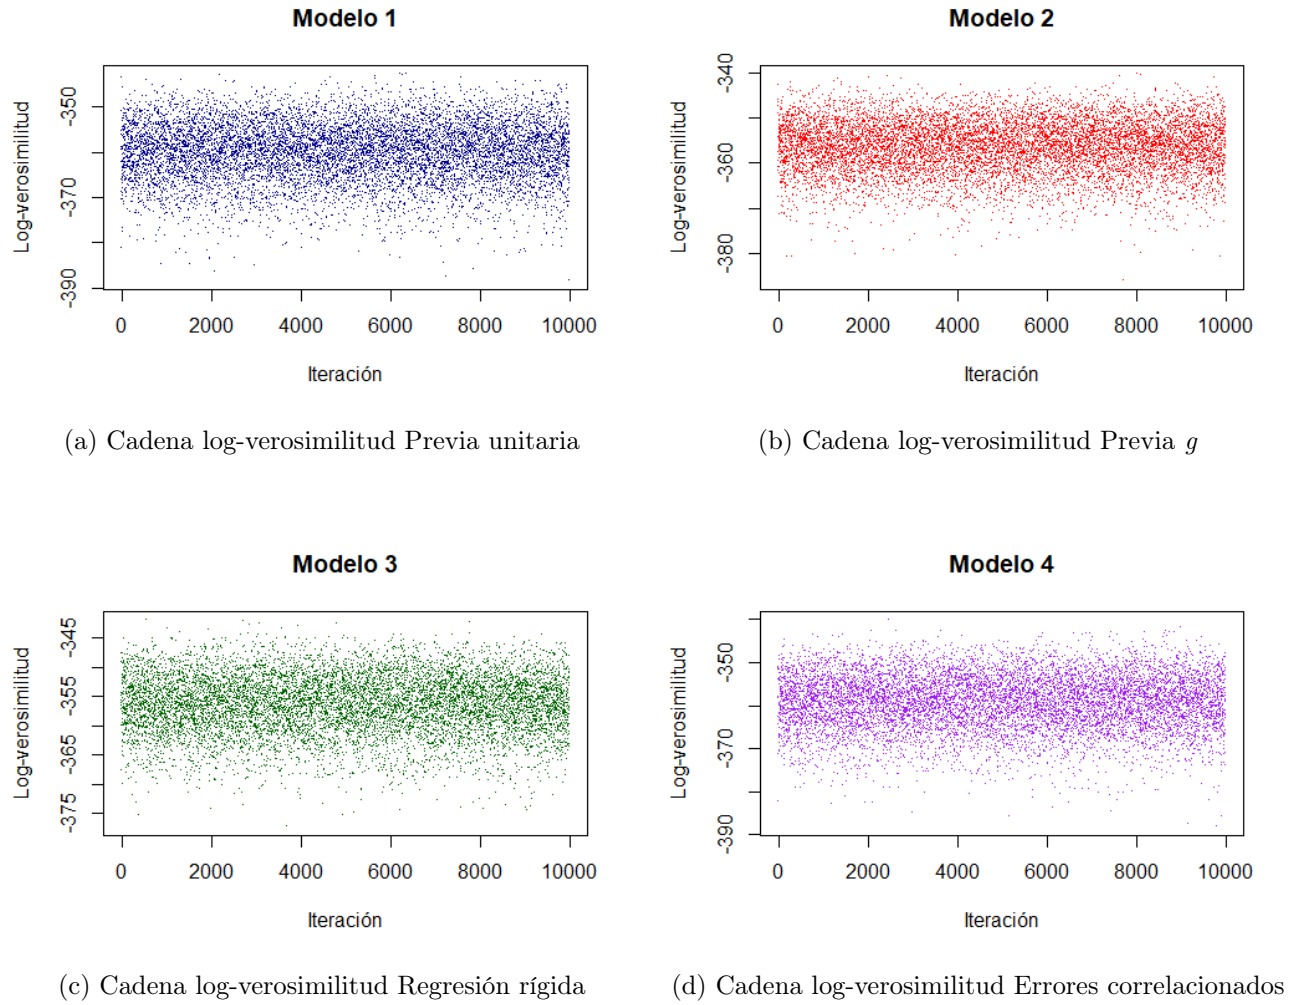 Modelo 1
Log-verosimilitud
-350
-370
-390
0 2000 4000 6000 8000 10000
Iteración
(a) Cadena log-verosimilitud Previa unitaria
Modelo 2
Log-verosimilitud
-340
-360
-380
0 2000 4000 6000 8000 10000
Iteración
(b) Cadena log-verosimilitud Previa g
Modelo 3
Log-verosimilitud
-345
-355
-365
-375
0 2000 4000 6000 8000 10000
Iteración
(c) Cadena log-verosimilitud Regresión rígida
Modelo 4
Log-verosimilitud
-350
-370
-390
0 2000 4000 6000 8000 10000
Iteración
(d) Cadena log-verosimilitud Errores correlacionados